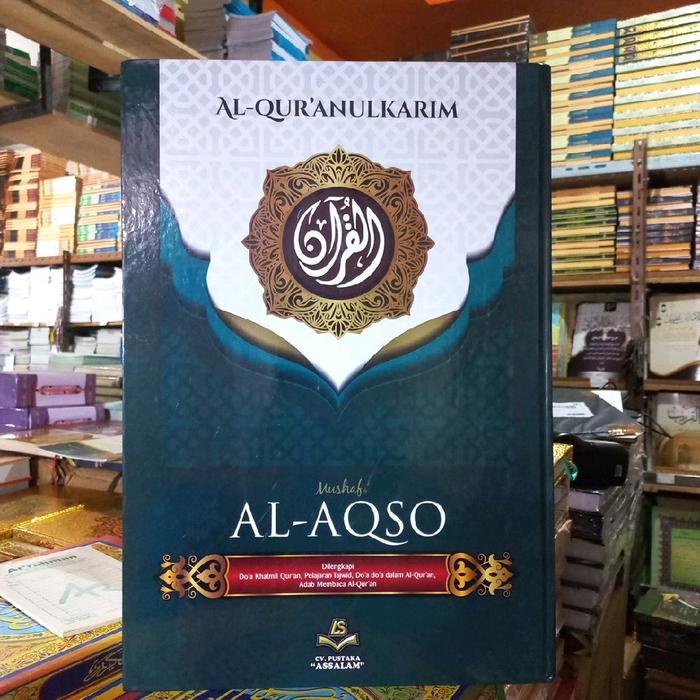 AL-QUR'ANULKARIM
القرآن
Mushaf
AL-AQSO
Dilengkapi
Do'a Khatmil Qur'an, Pelajaran Tajwid, Do'a do'a dalam Al-Qur'an,
Adab Membaca Al-Qur'an
LS
CV. PUSTAKA
"ASSALAM"